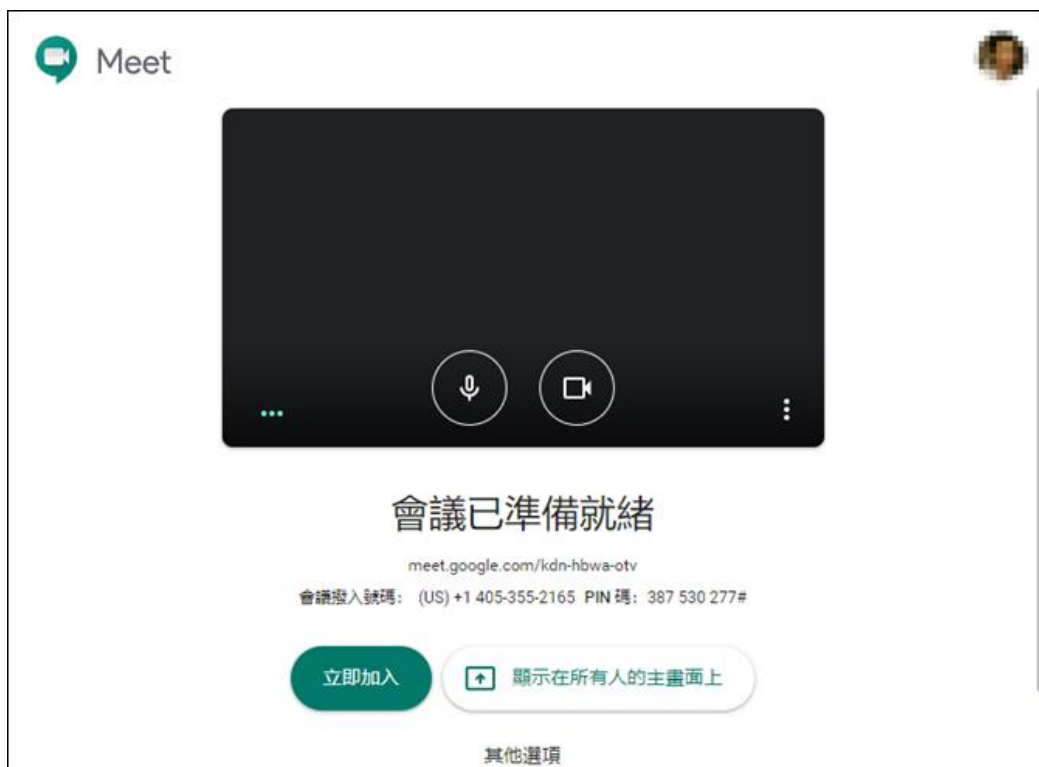 Meet
會議已準備就緒
meet.google.com/kdn-hbwa-otv
會議撥入號碼： (US) +1 405-355-2165 PIN 碼： 387 530 277#
立即加入
顯示在所有人的主畫面上
其他選項